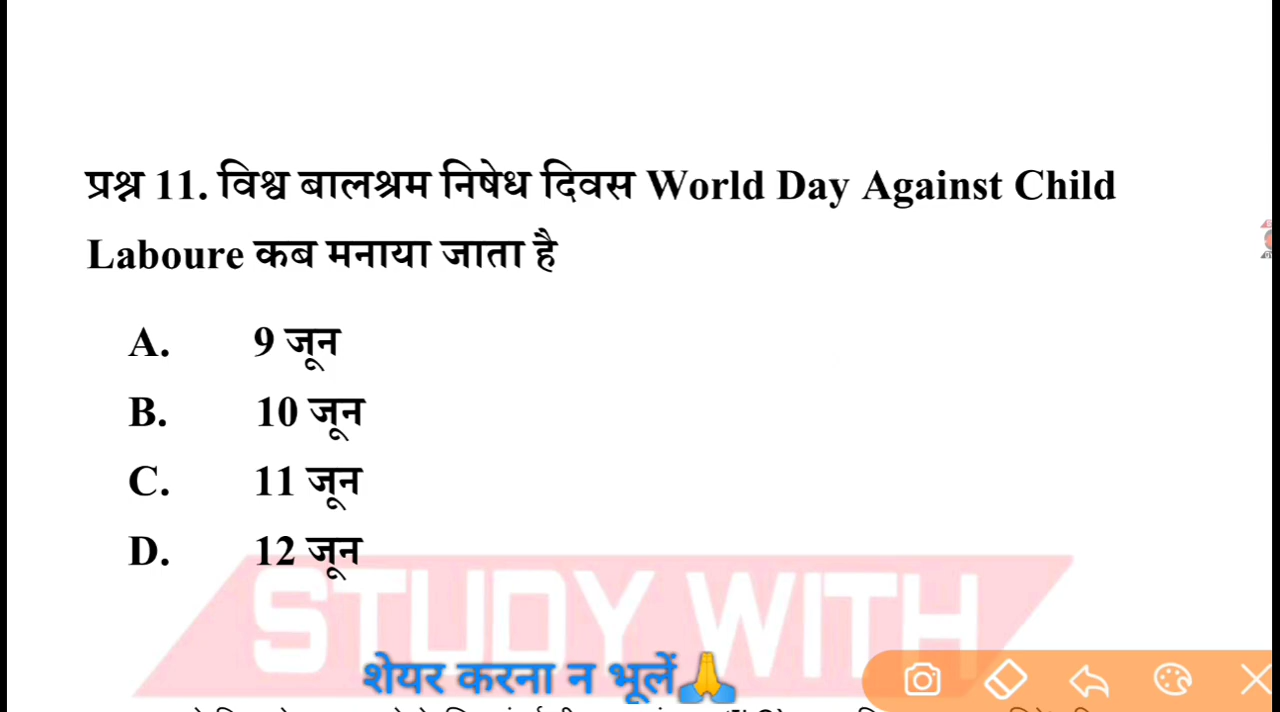 प्रश्न 11. विश्व बालश्रम निषेध दिवस World Day Against Child
Laboure कब मनाया जाता है
A. 9 जून
B. 10 जून
C. 11 जून
D. 12 जून
STUDY WITH
शेयर करना न भूलें🙏